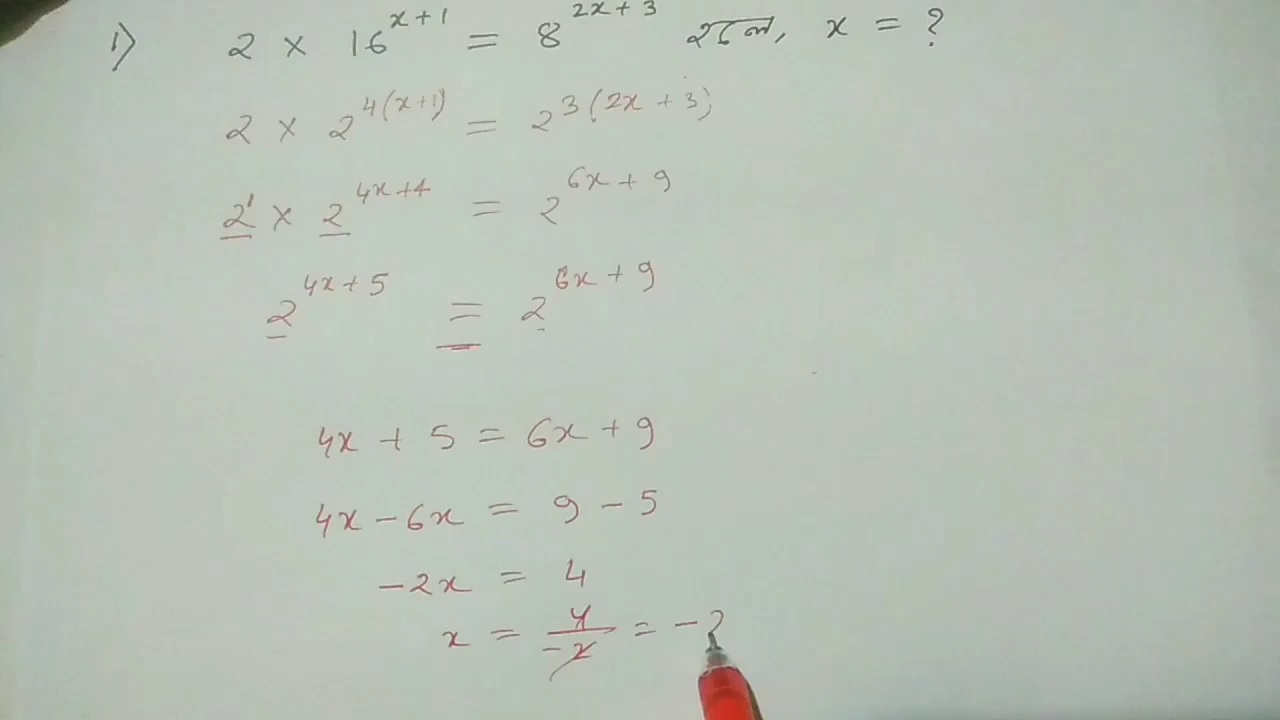 1) 2 × 16^{x+1} = 8^{2x+3} হলে, x = ?
2 × 2^{4(x+1)} = 2^{3(2x+3)}
2^1 × 2^{4x+4} = 2^{6x+9}
2^{4x+5} = 2^{6x+9}
4x + 5 = 6x + 9
4x - 6x = 9 - 5
-2x = 4
x = 4/-2 = -2